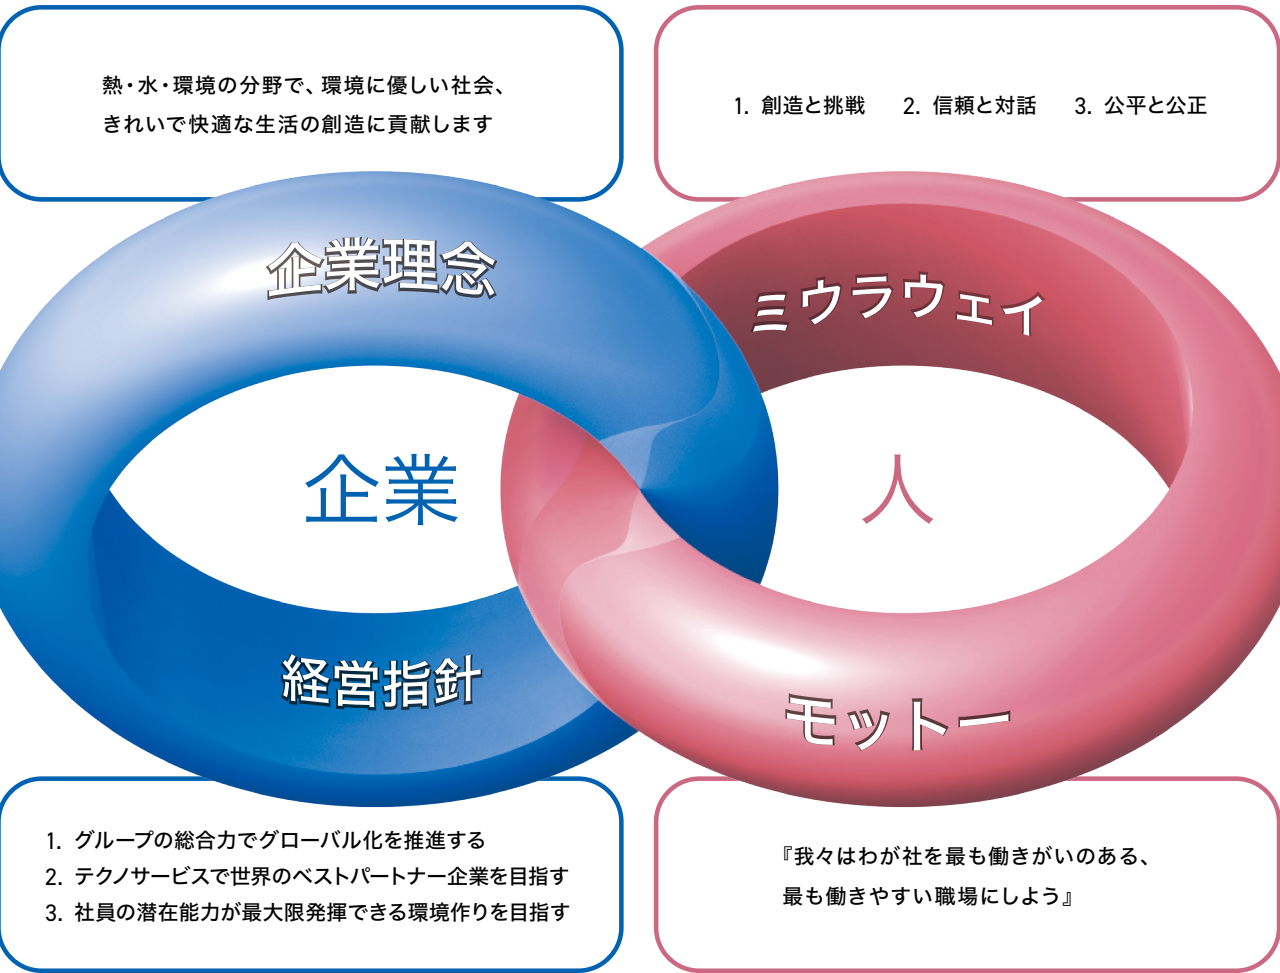 熱・水・環境の分野で、環境に優しい社会、
きれいで快適な生活の創造に貢献します
1. 創造と挑戦 2. 信頼と対話 3. 公平と公正
企業理念
ミウラウェイ
企業
人
経営指針
モットー
1. グループの総合力でグローバル化を推進する
2. テクノサービスで世界のベストパートナー企業を目指す
3. 社員の潜在能力が最大限発揮できる環境作りを目指す
『我々はわが社を最も働きがいのある、
最も働きやすい職場にしよう』